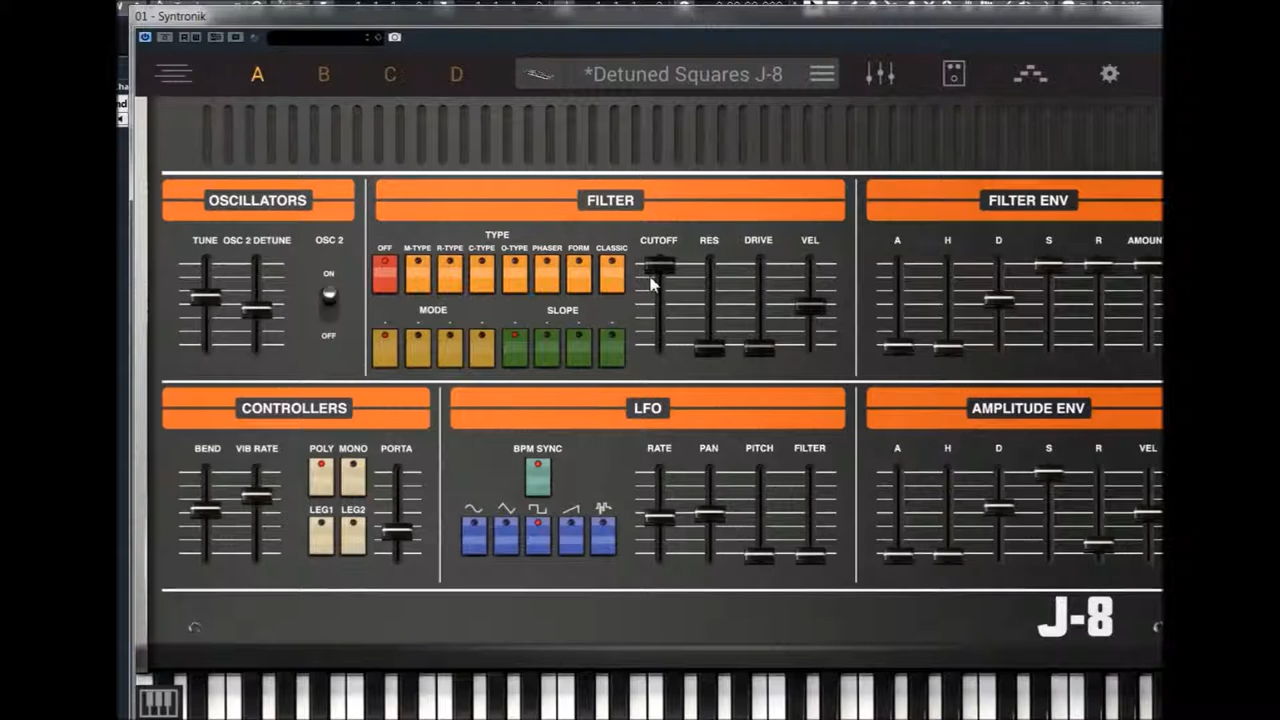 01 - Syntronik
A B C D *Detuned Squares J-8
OSCILLATORS FILTER FILTER ENV
TYPE
TUNE OSC 2 DETUNE OSC 2 CUTOFF RES DRIVE VEL A H D S R AMOUN
OFF M-TYPE R-TYPE C-TYPE O-TYPE PHASER FORM CLASSIC
ON
MODE SLOPE
OFF
CONTROLLERS LFO AMPLITUDE ENV
BEND VIB RATE POLY MONO PORTA BPM SYNC RATE PAN PITCH FILTER A H D S R VEL
LEG1 LEG2
J-8